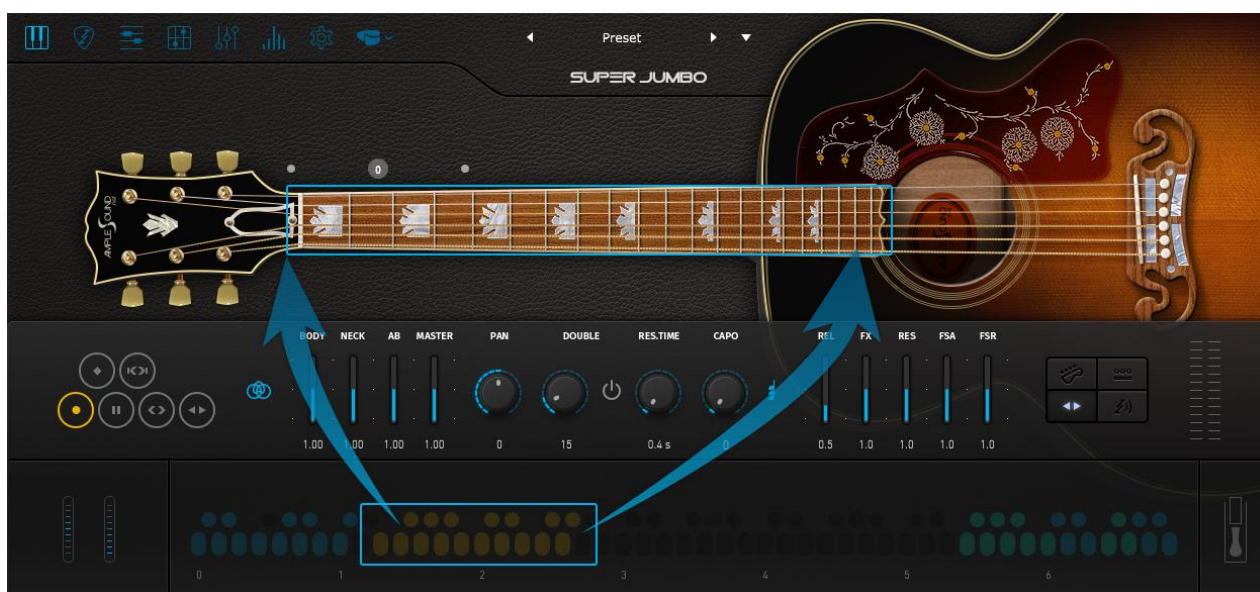 Preset
SUPER JUMBO
0
AMPLE SOUND
BODY NECK AB MASTER PAN DOUBLE RES.TIME CAPO REL FX RES FSA FSR
1.00 1.00 1.00 1.00 0 15 0.4 s 0 0.5 1.0 1.0 1.0 1.0
0 1 2 3 4 5 6